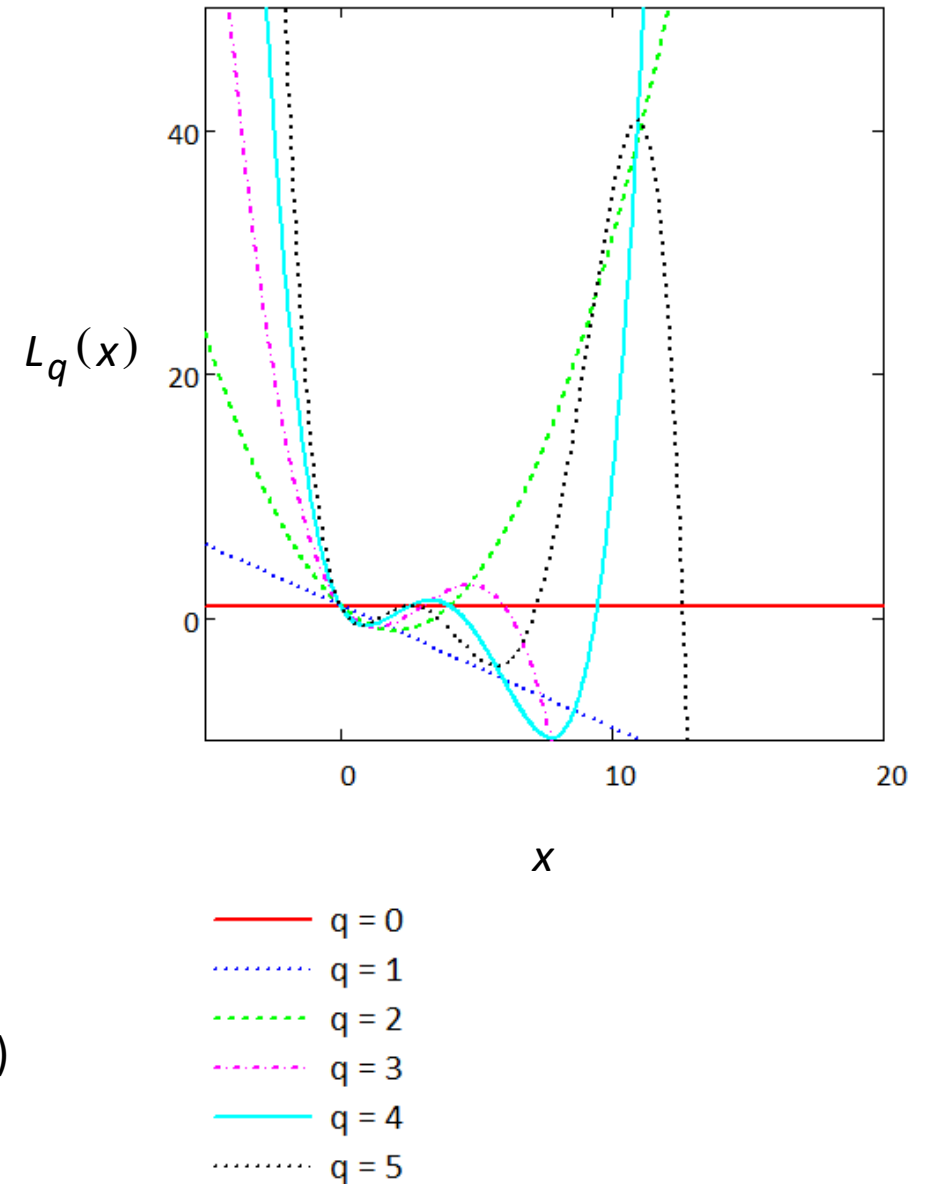 40
20
0
L_q(x)
0 10 20
x
q = 0
q = 1
q = 2
q = 3
q = 4
q = 5
)